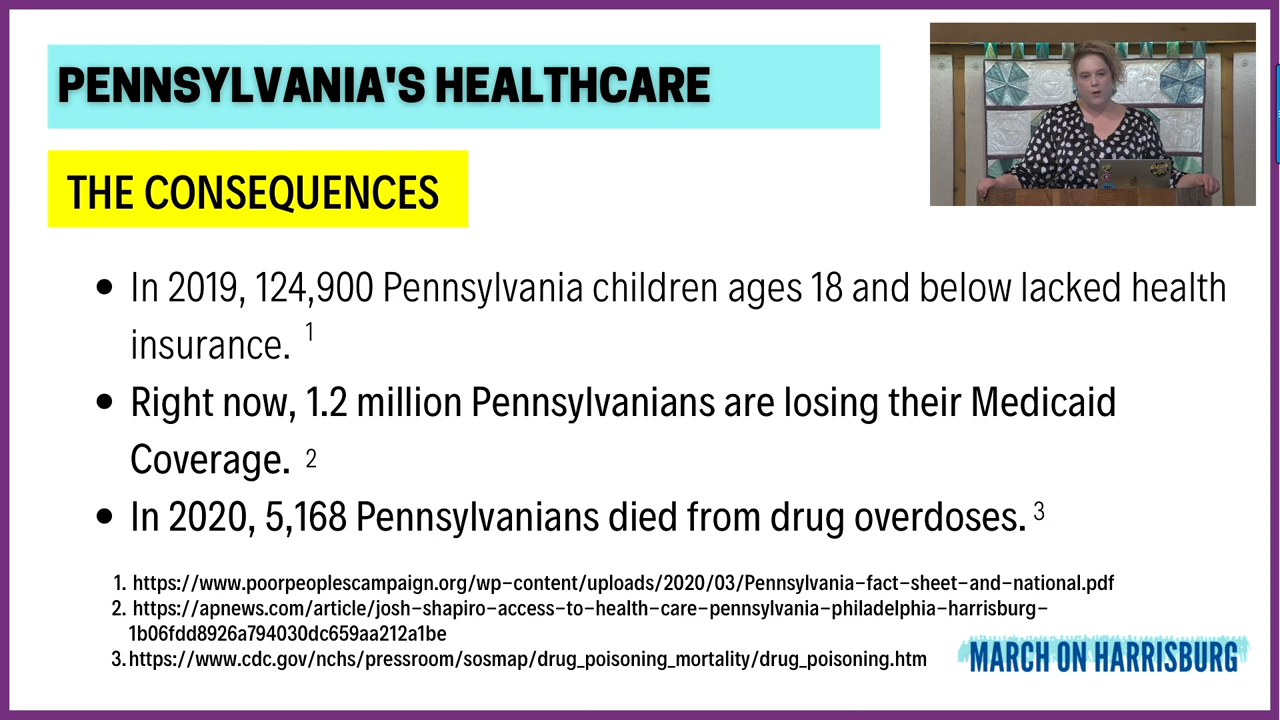 PENNSYLVANIA'S HEALTHCARE
THE CONSEQUENCES
• In 2019, 124,900 Pennsylvania children ages 18 and below lacked health
insurance. 1
• Right now, 1.2 million Pennsylvanians are losing their Medicaid
Coverage. 2
• In 2020, 5,168 Pennsylvanians died from drug overdoses. 3
1. https://www.poorpeoplescampaign.org/wp-content/uploads/2020/03/Pennsylvania-fact-sheet-and-national.pdf
2. https://apnews.com/article/josh-shapiro-access-to-health-care-pennsylvania-philadelphia-harrisburg-
1b06fdd8926a794030dc659aa212a1be
3. https://www.cdc.gov/nchs/pressroom/sosmap/drug_poisoning_mortality/drug_poisoning.htm
MARCH ON HARRISBURG